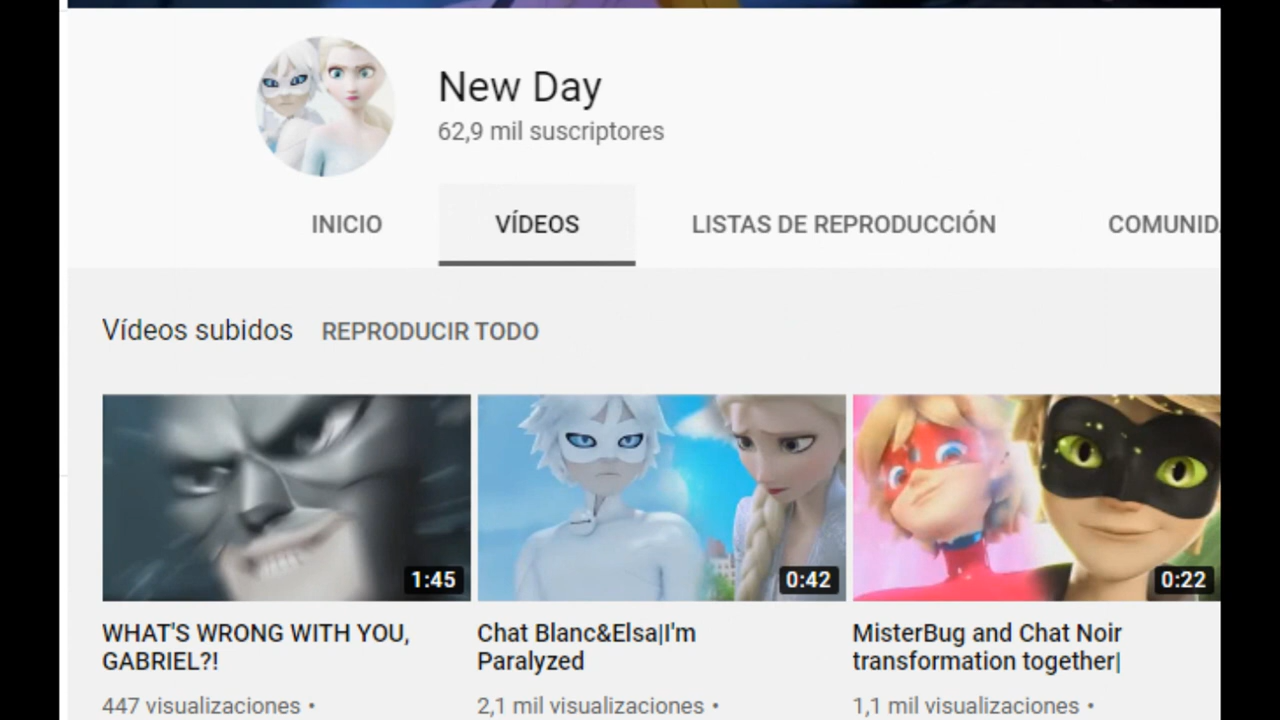 New Day
62,9 mil suscriptores
INICIO
VÍDEOS
LISTAS DE REPRODUCCIÓN
COMUNIDA
Vídeos subidos
REPRODUCIR TODO
1:45
0:42
0:22
WHAT'S WRONG WITH YOU,
GABRIEL?!
447 visualizaciones •
Chat Blanc&Elsa|I'm
Paralyzed
2,1 mil visualizaciones •
MisterBug and Chat Noir
transformation together|
1,1 mil visualizaciones •